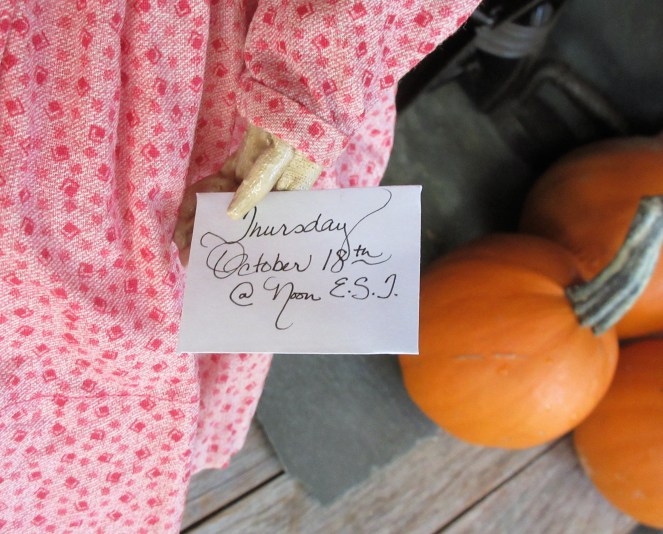 Thursday
October 18th
@ Noon E.S.T.